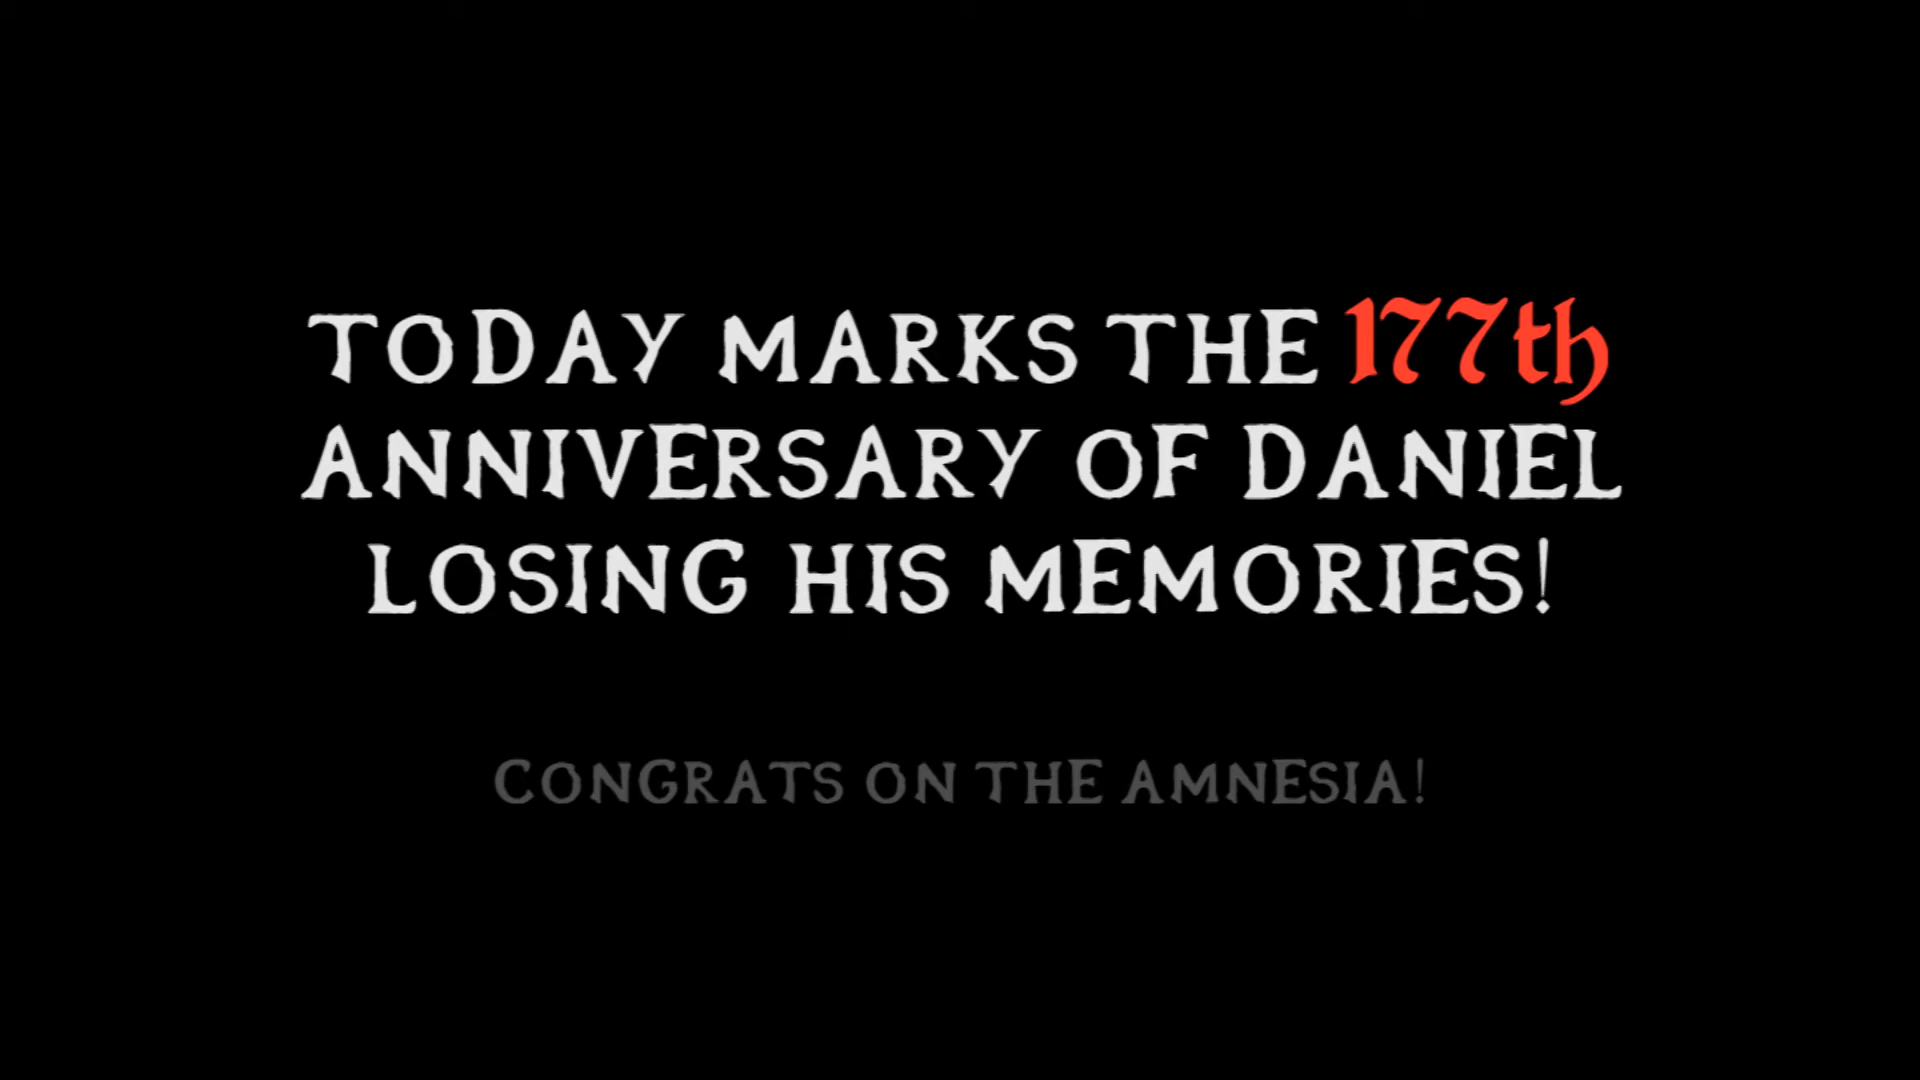 TODAY MARKS THE 177th
ANNIVERSARY OF DANIEL
LOSING HIS MEMORIES!
CONGRATS ON THE AMNESIA!